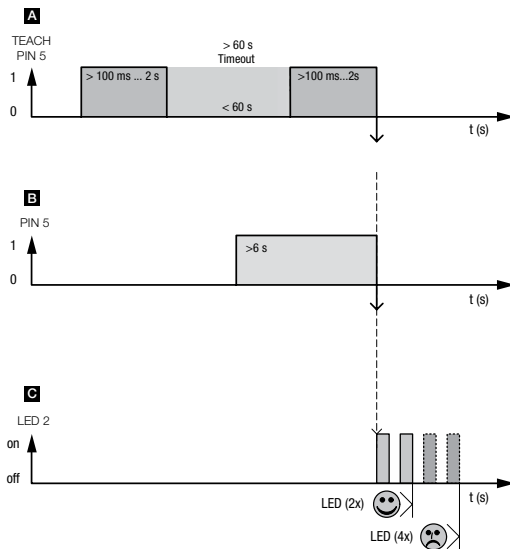 A
TEACH
PIN 5
> 60 s
Timeout
1
> 100 ms ... 2 s
>100 ms...2s
0
< 60 s
t (s)
B
PIN 5
1
>6 s
0
t (s)
C
LED 2
on
off
t (s)
LED (2x)
LED (4x)